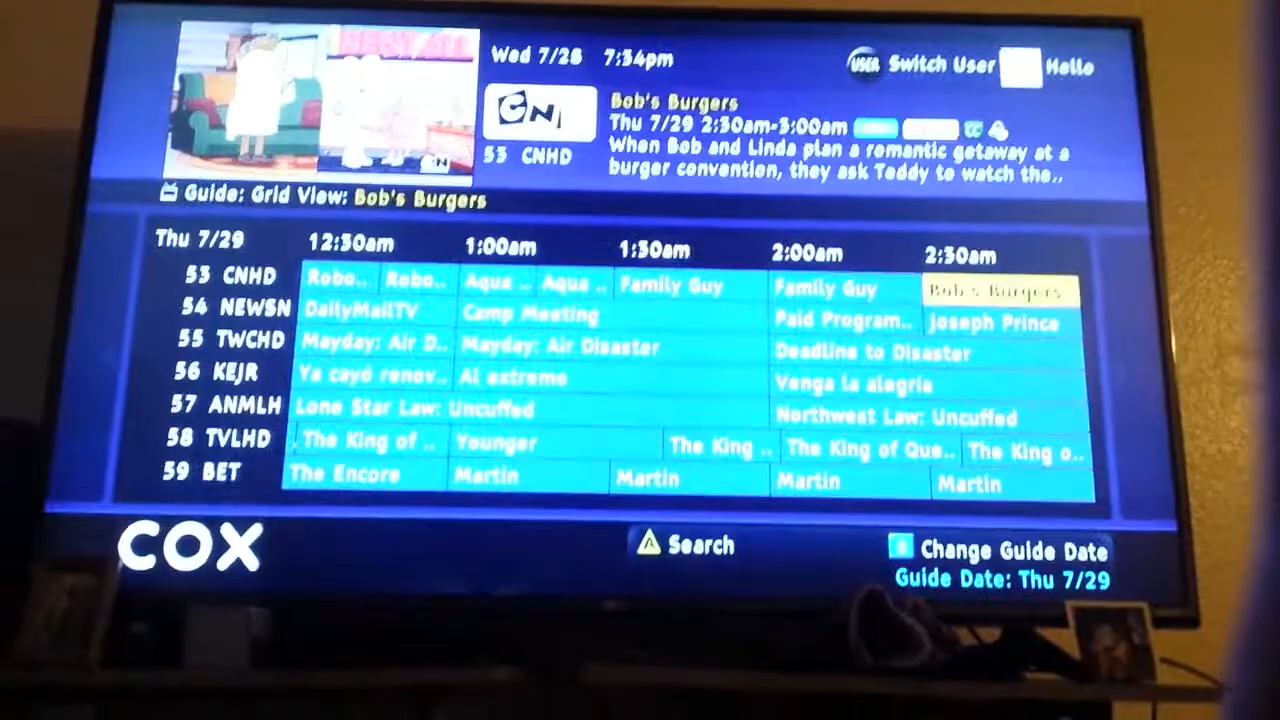 Wed 7/28 7:34pm
USER Switch User Hello
CN
53 CNHD
Bob's Burgers
Thu 7/29 2:30am-3:00am CC
When Bob and Linda plan a romantic getaway at a
burger convention, they ask Teddy to watch the..
CN
Guide: Grid View: Bob's Burgers
Thu 7/29 12:30am 1:00am 1:30am 2:00am 2:30am
53 CNHD Robo.. Robo.. Aqua .. Aqua .. Family Guy Family Guy Bob's Burgers
54 NEWSN DailyMailTV Camp Meeting Paid Program.. Joseph Prince
55 TWCHD Mayday: Air D.. Mayday: Air Disaster Deadline to Disaster
56 KEJR Ya cayó renov.. Al extremo Venga la alegría
57 ANMLH Lone Star Law: Uncuffed Northwest Law: Uncuffed
58 TVLHD The King of .. Younger The King .. The King of Que.. The King o..
59 BET The Encore Martin Martin Martin Martin
COX
A Search
Change Guide Date
Guide Date: Thu 7/29